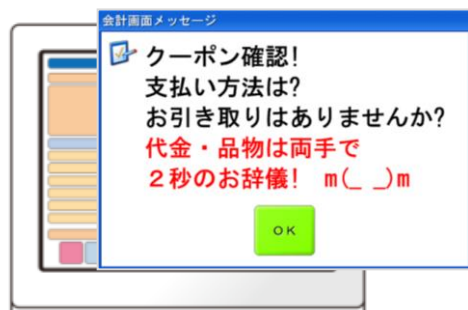 会計画面メッセージ
クーポン確認!
支払い方法は?
お引き取りはありませんか?
代金・品物は両手で
２秒のお辞儀! m(_ _)m
OK